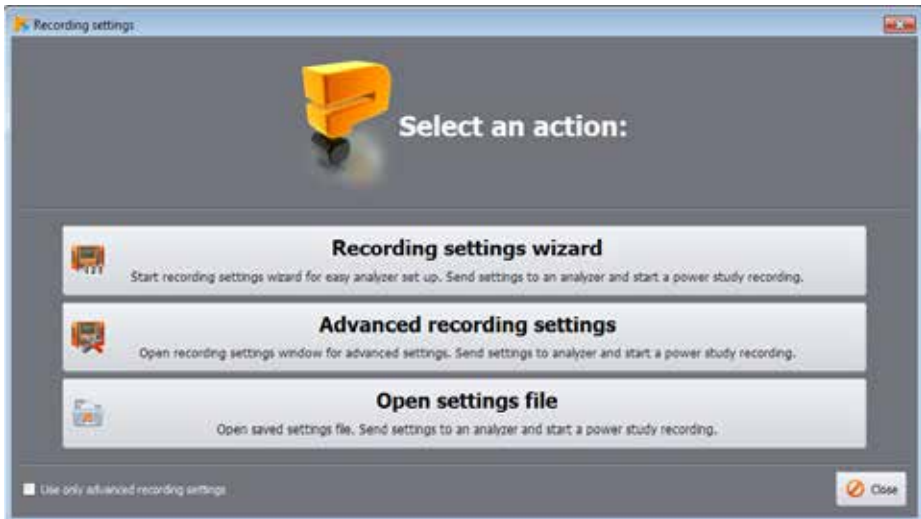 Recording settings
Select an action:
Recording settings wizard
Start recording settings wizard for easy analyzer set up. Send settings to an analyzer and start a power study recording.
Advanced recording settings
Open recording settings window for advanced settings. Send settings to analyzer and start a power study recording.
Open settings file
Open saved settings file. Send settings to an analyzer and start a power study recording.
Use only advanced recording settings
Close